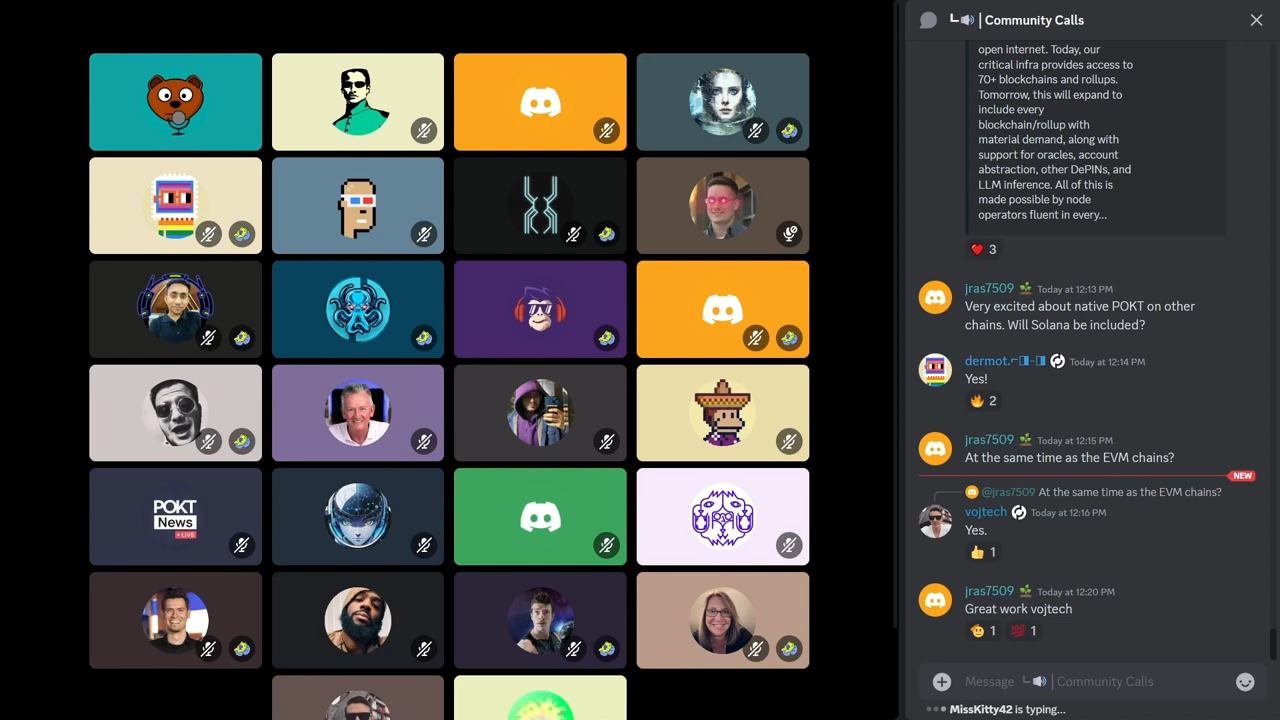 Community Calls
open internet. Today, our
critical infra provides access to
70+ blockchains and rollups.
Tomorrow, this will expand to
include every
blockchain/rollup with
material demand, along with
support for oracles, account
abstraction, other DePINs, and
LLM inference. All of this is
made possible by node
operators fluent in every...
3
jras7509 Today at 12:13 PM
Very excited about native POKT on other
chains. Will Solana be included?
dermot. Today at 12:14 PM
Yes!
2
jras7509 Today at 12:15 PM
At the same time as the EVM chains?
NEW
@jras7509 At the same time as the EVM chains?
vojtech Today at 12:16 PM
Yes.
1
jras7509 Today at 12:20 PM
Great work vojtech
1 1
Message Community Calls
MissKitty42 is typing...
POKT
News
LIVE